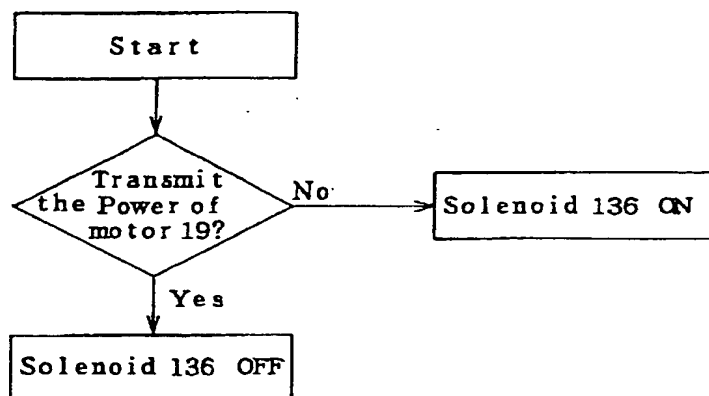 Start
Transmit
the Power of
motor 19?
No
Solenoid 136 ON
Yes
Solenoid 136 OFF